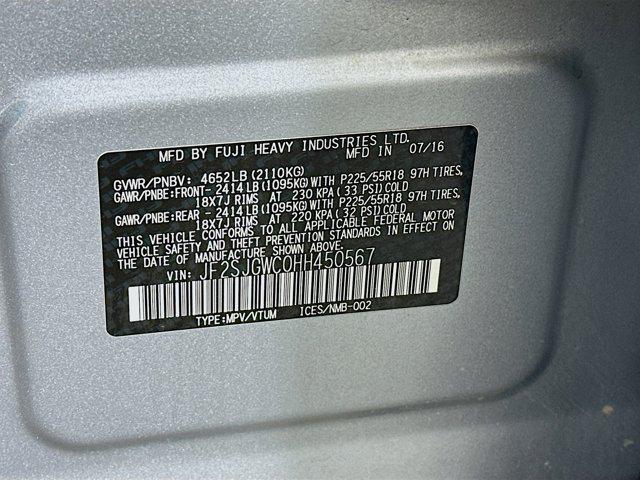 MFD BY FUJI HEAVY INDUSTRIES LTD.
MFD IN 07/16
GVWR/PNBV: 4652LB(2110KG)
GAWR/PNBE:FRONT-2414LB(1095KG)WITH P225/55R18 97H TIRES,
18X7J RIMS AT 230 KPA(33 PSI)COLD
GAWR/PNBE:REAR -2414LB(1095KG)WITH P225/55R18 97H TIRES,
18X7J RIMS AT 220 KPA(32 PSI)COLD
THIS VEHICLE CONFORMS TO ALL APPLICABLE FEDERAL MOTOR
VEHICLE SAFETY AND THEFT PREVENTION STANDARDS IN EFFECT
ON THE DATE OF MANUFACTURE SHOWN ABOVE.
VIN: JF2SJGWC0HH450567
TYPE:MPV/VTUM ICES/NMB-002